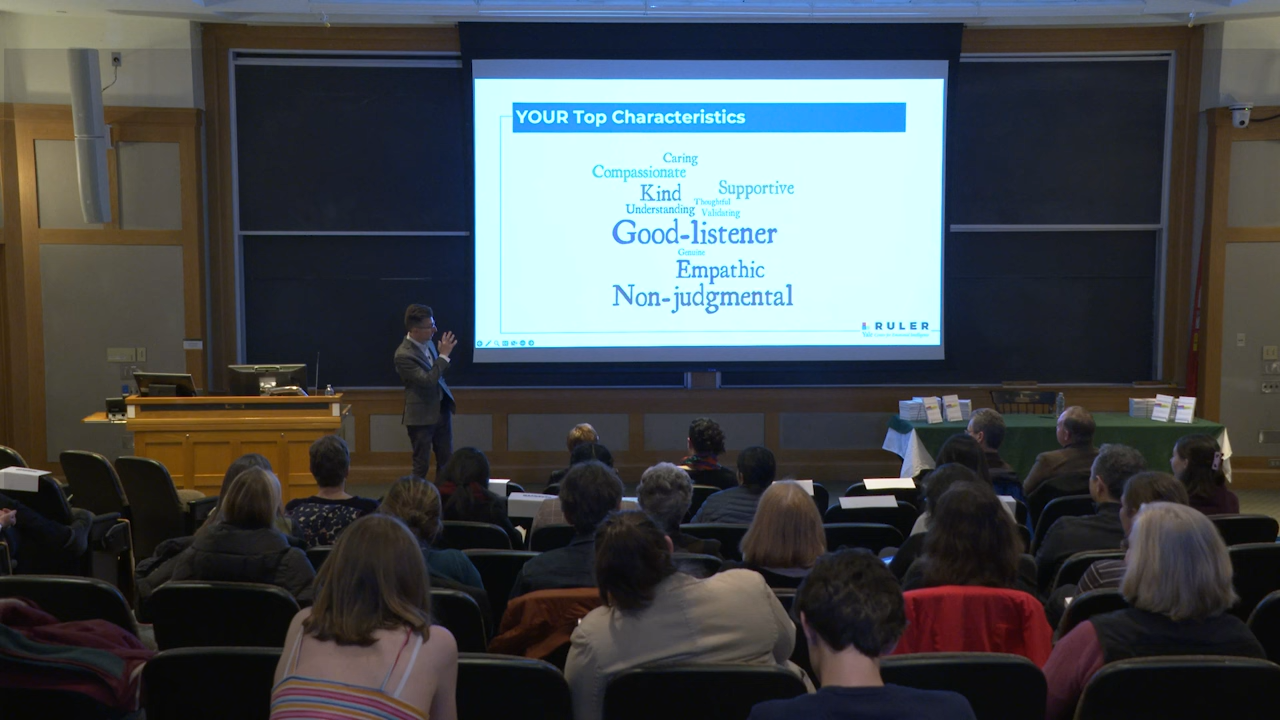 YOUR Top Characteristics
Caring
Compassionate
Kind Supportive
Thoughtful
Understanding Validating
Good-listener
Genuine
Empathic
Non-judgmental
RULER